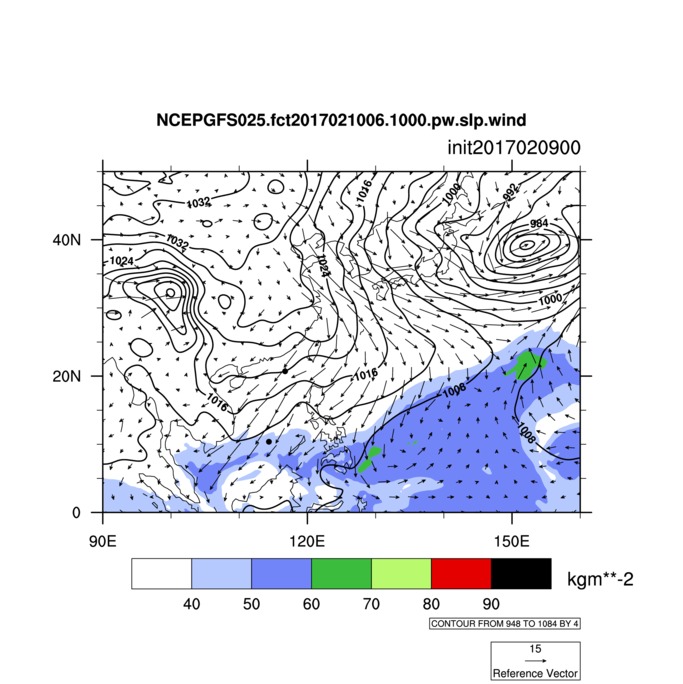 NCEPGFS025.fct2017021006.1000.pw.slp.wind
init2017020900
1016
1000
992
1032
984
40N
1032
1024
1024
1000
20N
1016
1016
1008
1008
0
90E 120E 150E
kgm**-2
40 50 60 70 80 90
CONTOUR FROM 948 TO 1084 BY 4
15
Reference Vector